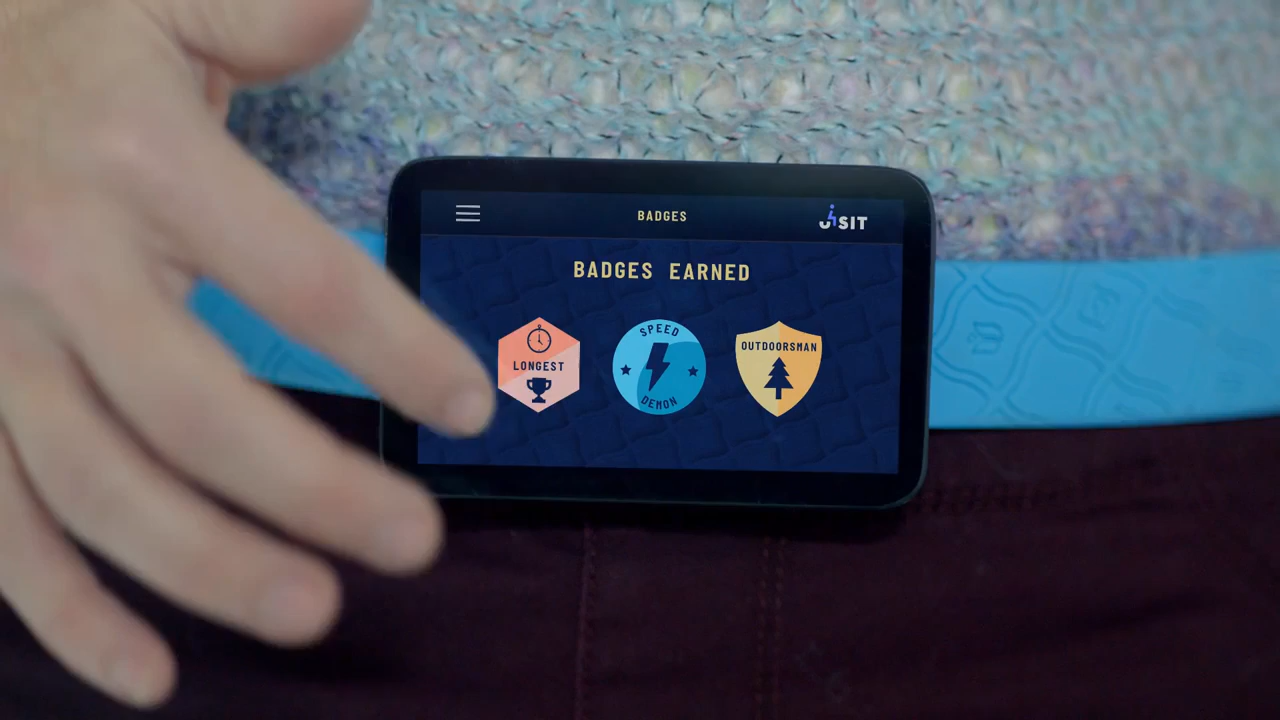 BADGES
SIT
BADGES EARNED
LONGEST
SPEED
DEMON
OUTDOORSMAN